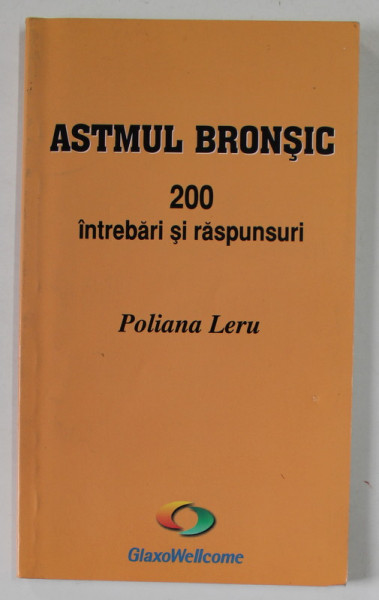 ASTMUL BRONŞIC
200
întrebări şi răspunsuri
Poliana Leru
GlaxoWellcome